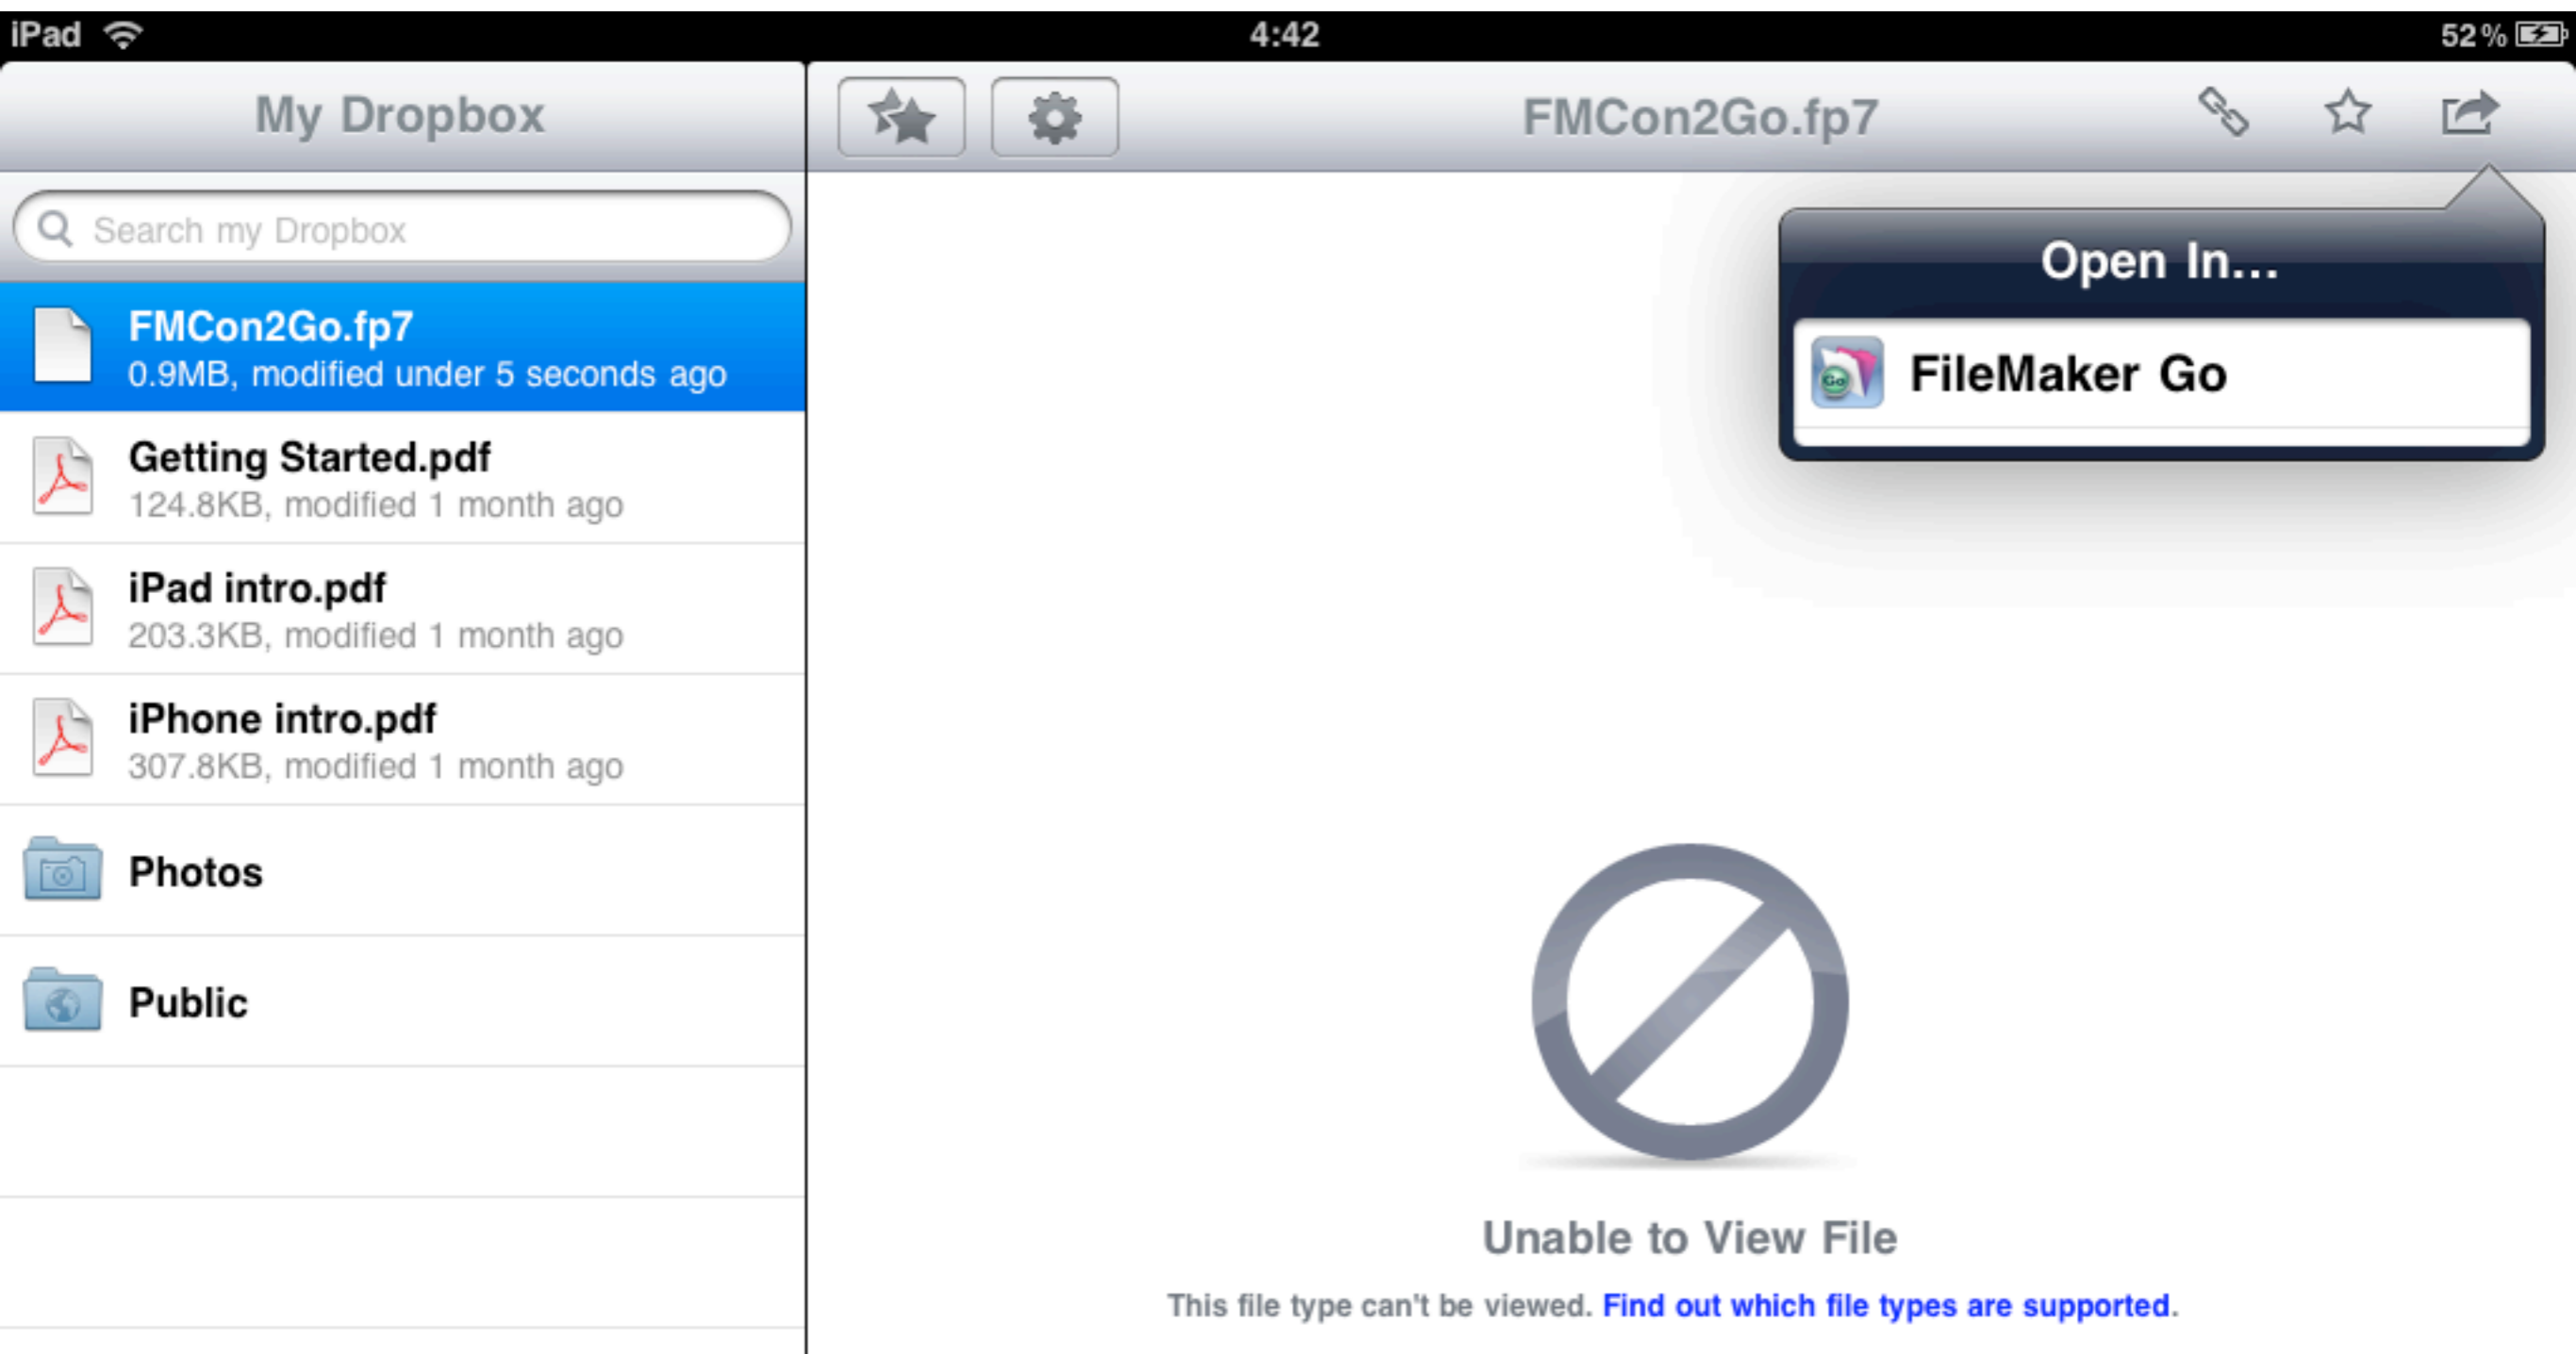 iPad
4:42
52%
My Dropbox
Search my Dropbox
FMCon2Go.fp7
0.9MB, modified under 5 seconds ago
Getting Started.pdf
124.8KB, modified 1 month ago
iPad intro.pdf
203.3KB, modified 1 month ago
iPhone intro.pdf
307.8KB, modified 1 month ago
Photos
Public
FMCon2Go.fp7
Open In...
Go
FileMaker Go
Unable to View File
This file type can't be viewed. Find out which file types are supported.